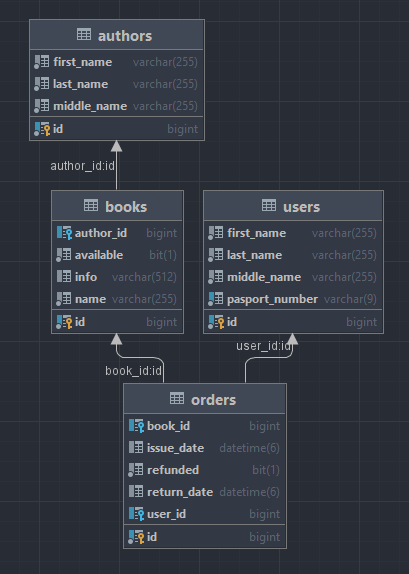 authors
first_name varchar(255)
last_name varchar(255)
middle_name varchar(255)
id bigint
author_id:id
books
author_id bigint
available bit(1)
info varchar(512)
name varchar(255)
id bigint
users
first_name varchar(255)
last_name varchar(255)
middle_name varchar(255)
pasport_number varchar(9)
id bigint
book_id:id
user_id:id
orders
book_id bigint
issue_date datetime(6)
refunded bit(1)
return_date datetime(6)
user_id bigint
id bigint